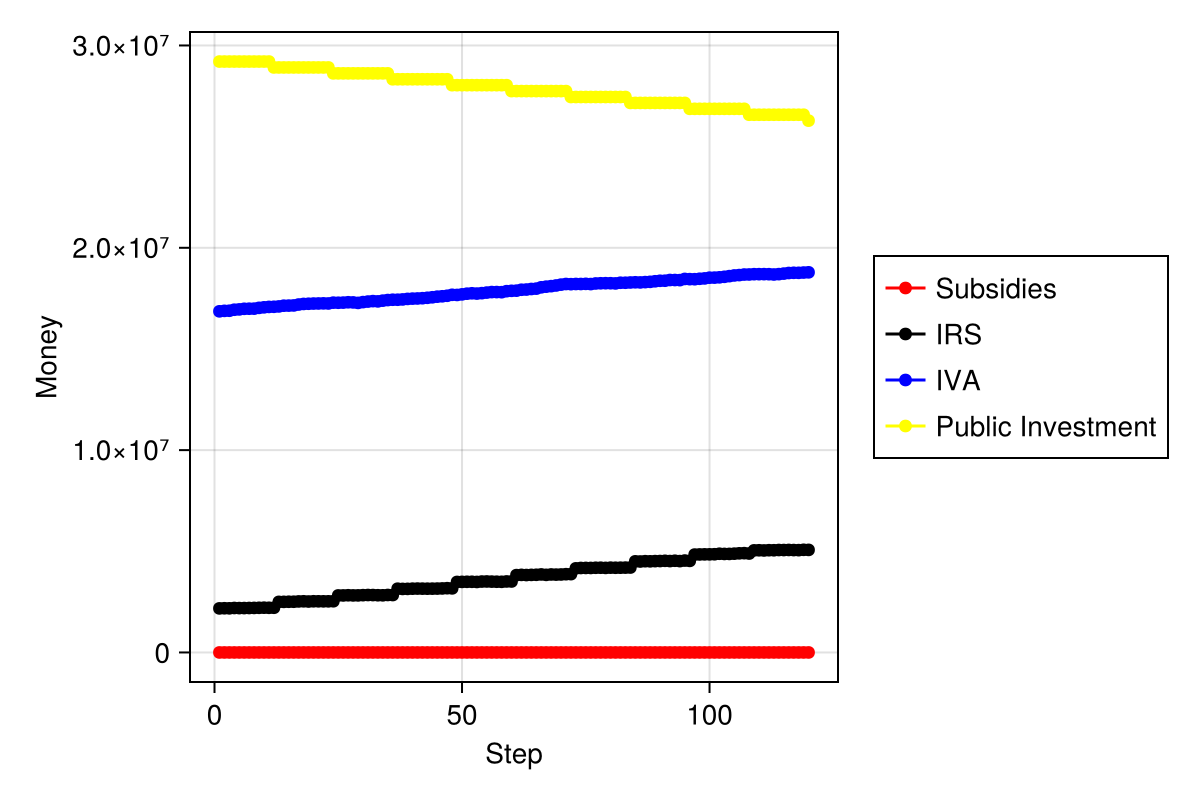 3.0×10⁷
2.0×10⁷
1.0×10⁷
0
Money
0 50 100
Step
Subsidies
IRS
IVA
Public Investment